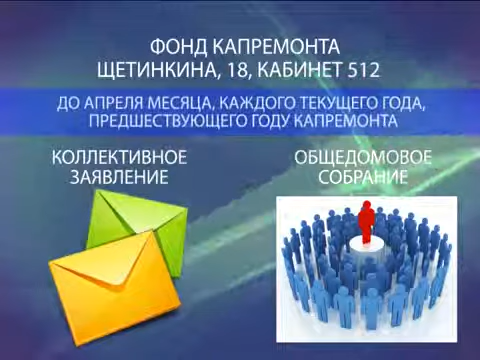 ФОНД КАПРЕМОНТА
ЩЕТИНКИНА, 18, КАБИНЕТ 512
ДО АПРЕЛЯ МЕСЯЦА, КАЖДОГО ТЕКУЩЕГО ГОДА,
ПРЕДШЕСТВУЮЩЕГО ГОДУ КАПРЕМОНТА
КОЛЛЕКТИВНОЕ
ЗАЯВЛЕНИЕ
ОБЩЕДОМОВОЕ
СОБРАНИЕ